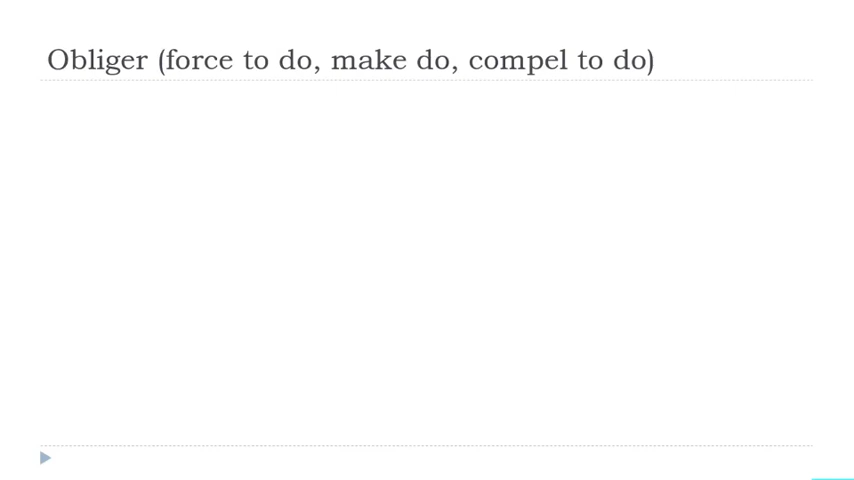 Obliger (force to do, make do, compel to do)